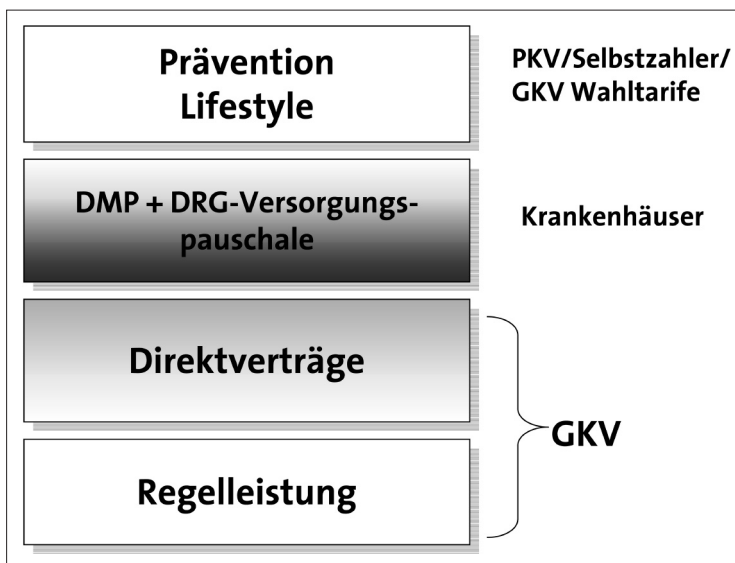 Prävention
Lifestyle
PKV/Selbstzahler/
GKV Wahltarife
DMP + DRG-Versorgungs-
pauschale
Krankenhäuser
Direktverträge
GKV
Regelleistung